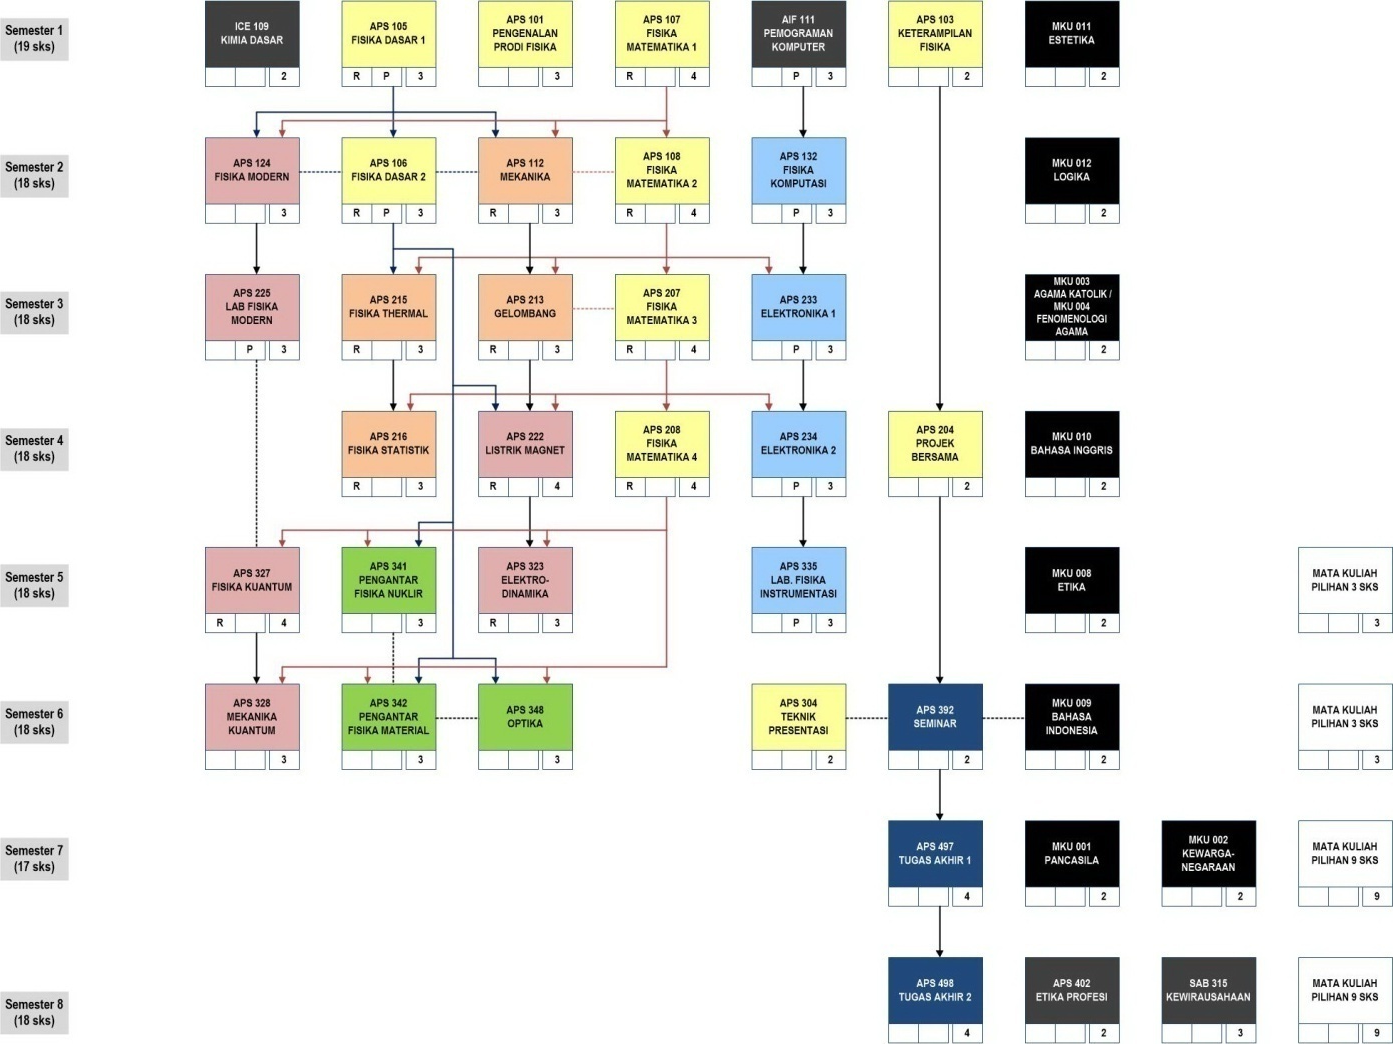 Semester 1
(19 sks)
ICE 109
KIMIA DASAR
2
APS 105
FISIKA DASAR 1
R P 3
APS 101
PENGENALAN
PRODI FISIKA
3
APS 107
FISIKA
MATEMATIKA 1
R 4
AIF 111
PEMOGRAMAN
KOMPUTER
P 3
APS 103
KETERAMPILAN
FISIKA
2
MKU 011
ESTETIKA
2
Semester 2
(18 sks)
APS 124
FISIKA MODERN
3
APS 106
FISIKA DASAR 2
R P 3
APS 112
MEKANIKA
R 3
APS 108
FISIKA
MATEMATIKA 2
R 4
APS 132
FISIKA
KOMPUTASI
P 3
MKU 012
LOGIKA
2
Semester 3
(18 sks)
APS 225
LAB FISIKA
MODERN
P 3
APS 215
FISIKA THERMAL
R 3
APS 213
GELOMBANG
R 3
APS 207
FISIKA
MATEMATIKA 3
R 4
APS 233
ELEKTRONIKA 1
P 3
MKU 003
AGAMA KATOLIK /
MKU 004
FENOMENOLOGI
AGAMA
2
Semester 4
(18 sks)
APS 216
FISIKA STATISTIK
R 3
APS 222
LISTRIK MAGNET
R 4
APS 208
FISIKA
MATEMATIKA 4
R 4
APS 234
ELEKTRONIKA 2
P 3
APS 204
PROJEK
BERSAMA
2
MKU 010
BAHASA INGGRIS
2
Semester 5
(18 sks)
APS 327
FISIKA KUANTUM
R 4
APS 341
PENGANTAR
FISIKA NUKLIR
3
APS 323
ELEKTRO-
DINAMIKA
R 3
APS 335
LAB. FISIKA
INSTRUMENTASI
P 3
MKU 008
ETIKA
2
MATA KULIAH
PILIHAN 3 SKS
3
Semester 6
(18 sks)
APS 328
MEKANIKA
KUANTUM
3
APS 342
PENGANTAR
FISIKA MATERIAL
3
APS 348
OPTIKA
3
APS 304
TEKNIK
PRESENTASI
2
APS 392
SEMINAR
2
MKU 009
BAHASA
INDONESIA
2
MATA KULIAH
PILIHAN 3 SKS
3
Semester 7
(17 sks)
APS 497
TUGAS AKHIR 1
4
MKU 001
PANCASILA
2
MKU 002
KEWARGA-
NEGARAAN
2
MATA KULIAH
PILIHAN 9 SKS
9
Semester 8
(18 sks)
APS 498
TUGAS AKHIR 2
4
APS 402
ETIKA PROFESI
2
SAB 315
KEWIRAUSAHAAN
3
MATA KULIAH
PILIHAN 9 SKS
9